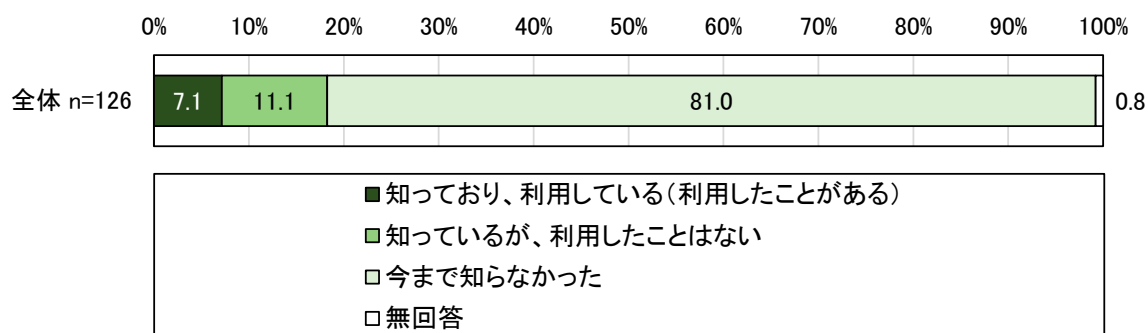 0% 10% 20% 30% 40% 50% 60% 70% 80% 90% 100%
全体 n=126 7.1 11.1 81.0 0.8
知っており、利用している(利用したことがある)
知っているが、利用したことはない
今まで知らなかった
無回答